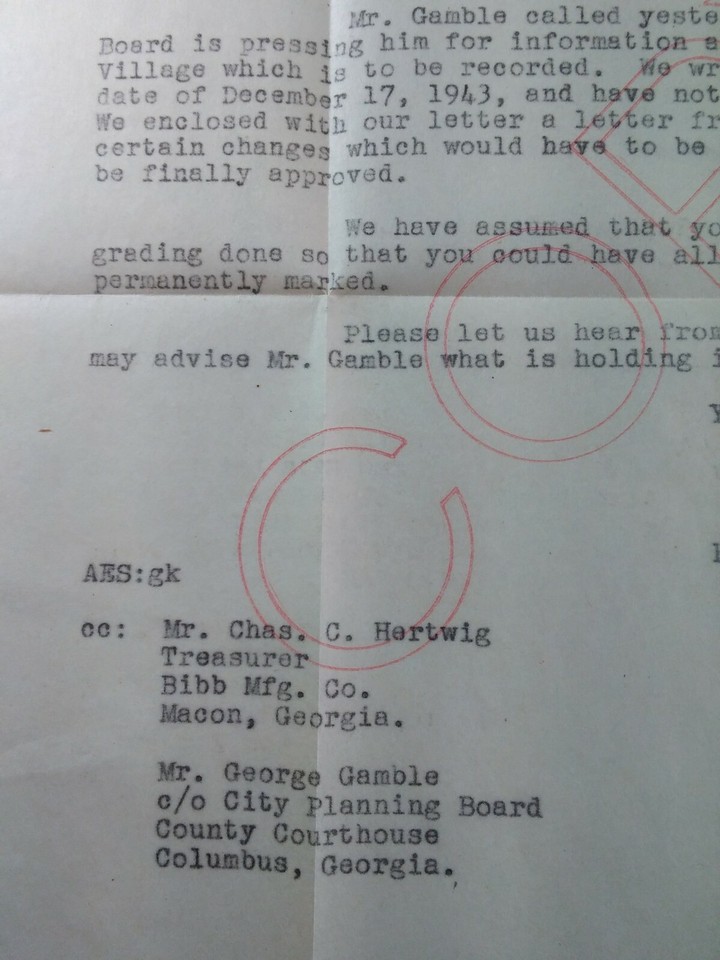 Mr. Gamble called yeste
Board is pressing him for information a
Village which is to be recorded. We wr
date of December 17, 1943, and have not
We enclosed with our letter a letter fr
certain changes which would have to be
be finally approved.
We have assumed that yo
grading done so that you could have all
permanently marked.
Please let us hear from
may advise Mr. Gamble what is holding i
Y
AES:gk
cc: Mr. Chas. C. Hertwig
Treasurer
Bibb Mfg. Co.
Macon, Georgia.
Mr. George Gamble
c/o City Planning Board
County Courthouse
Columbus, Georgia.
CO